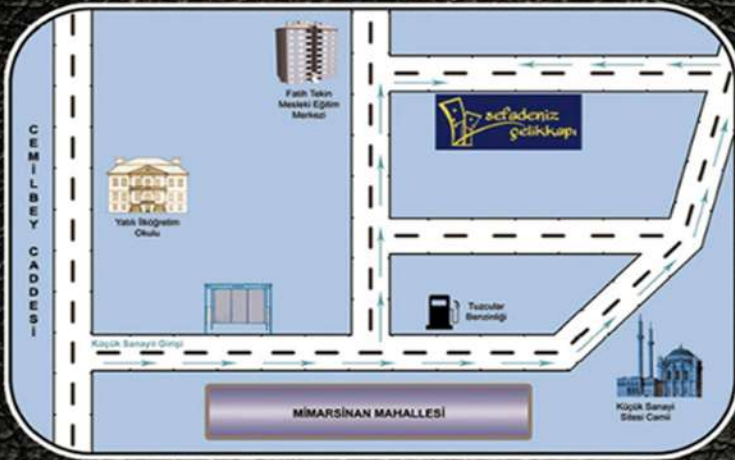 Fatih Tekin
Mesleki Eğitim
Merkezi
sefadeniz
çelikkapı
CEMİLBEY CADDESİ
Yatılı İlköğretim
Okulu
Tuzcular
Benzinliği
Küçük Sanayii Girişi
MİMARSİNAN MAHALLESİ
Küçük Sanayi
Sitesi Camii